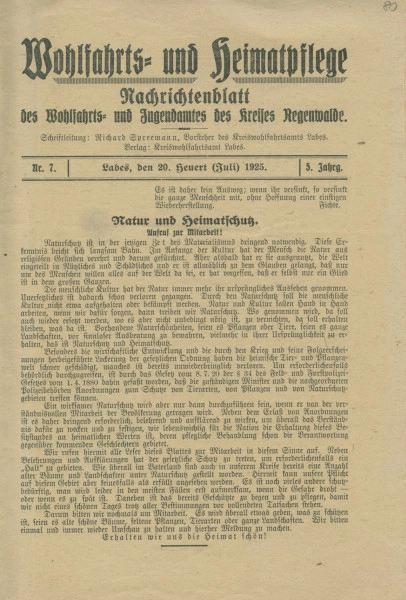 80
Wohlfahrts- und Heimatpflege
Nachrichtenblatt
des Wohlfahrts- und Jugendamtes des Kreises Regenwalde.
Schriftleitung: Richard Speremann, Vorsteher des Kreiswohlfahrtsamts Labes.
Verlag: Kreiswohlfahrtsamt Labes.
Nr. 7. Labes, den 20. Heuert (Juli) 1925. 5. Jahrg.
Es ist daher kein Ausweg; wenn ihr versinkt, so versinkt
die ganze Menschheit mit, ohne Hoffnung einer einstigen
Wiederherstellung. Fichte.
Natur und Heimatschutz.
Aufruf zur Mitarbeit!
Naturschutz ist in der jetzigen Zeit des Materialismus dringend notwendig. Diese Er-
kenntnis bricht sich langsam Bahn. Im Anfange der Kultur hat der Mensch die Natur aus
religiösen Gefühlen verehrt und darum geschützt. Aber alsbald hat er sie ausgenutzt, die Welt
eingeteilt in Nützliches und Schädliches und er ist allmählich zu dem Glauben gelangt, daß nur
um des Menschen willen alles auf der Welt da sei, er hat vergessen, daß er selbst nur ein Glied
ist in dem großen Ganzen.
Die menschliche Kultur hat der Natur immer mehr ihr ursprüngliches Aussehen genommen.
Unersetzliches ist dadurch schon verloren gegangen. Durch den Naturschutz soll die menschliche
Kultur nicht etwa aufgehalten oder bekämpft werden. Natur und Kultur sollen Hand in Hand
arbeiten, wenn wir dafür sorgen, dann treiben wir Naturschutz. Wo genommen wird, da soll
auch wieder ersetzt werden, wo es aber nicht unbedingt nötig ist, zu vernichten, da soll erhalten
bleiben, was da ist. Vorhandene Naturschönheiten, seien es Pflanzen oder Tiere, seien es ganze
Landschaften, vor sinnloser Ausbeutung zu bewahren, vielmehr in ihrer Ursprünglichkeit zu er-
halten, das ist Naturschutz und Heimatschutz.
Besonders die wirtschaftliche Entwicklung und die durch den Krieg und seine Folgeerschei-
nungen herbeigeführte Lockerung der gesetzlichen Ordnung haben die heimische Tier- und Pflanzen-
welt schwer geschädigt, manches ist bereits unwiederbringlich verloren. Um erforderlichenfalls
behördlich durchzugreifen, ist durch das Gesetz vom 8. 7. 20 der § 34 des Feld- und Forstpolizei-
Gesetzes vom 1. 4. 1880 dahin gefaßt worden, daß die zuständigen Minister und die nachgeordneten
Polizeibehörden Anordnungen zum Schutze von Tierarten, von Pflanzen und von Naturschutz-
gebieten treffen können.
Ein wirksamer Naturschutz wird aber nur dann durchzuführen sein, wenn er von der ver-
ständnisvollen Mitarbeit der Bevölkerung getragen wird. Neben dem Erlaß von Anordnungen
ist es daher dringend erforderlich, belehrend und aufklärend zu wirken, um überall das Verständ-
nis dafür zu wecken und zu pflegen, wie lebenswichtig für die Nation die Erhaltung dieses Be-
sitzstandes an heimatlichen Werten ist, deren pflegliche Behandlung schon die Verantwortung
gegenüber kommenden Geschlechtern gebietet.
Wir rufen hiermit alle Leser dieses Blattes zur Mitarbeit in diesem Sinne auf. Neben
Belehrungen und Aufklärungen hat der gesetzliche Schutz zu treten, um erforderlichenfalls ein
„Halt" zu gebieten. Wie überall im Vaterlande sind auch in unserm Kreise bereits eine Anzahl
alter Bäume und Landschaften unter Naturschutz gestellt worden. Hiermit kann unsere Pflicht
auf diesem Gebiet aber keinesfalls als erfüllt angesehen werden. Es ist noch vieles andere schutz-
bedürftig, man wird leider in den meisten Fällen erst aufmerksam, wenn die Gefahr droht —
oder wenn es zu spät ist. Daneben ist das bereits Geschützte zu hegen und zu pflegen, damit
wir nicht eines schönen Tages trotz aller Bestimmungen vor vollendeten Tatsachen stehen.
Darum bitten wir nochmals um Mitarbeit. Es wird überall etwas geben, was zu schützen
ist, seien es alte schöne Bäume, seltene Pflanzen, Tierarten oder ganze Landschaften. Wir bitten
einmal und immer wieder Umschau zu halten und hierher Meldung zu machen.
Erhalten wir uns die Heimat schön!